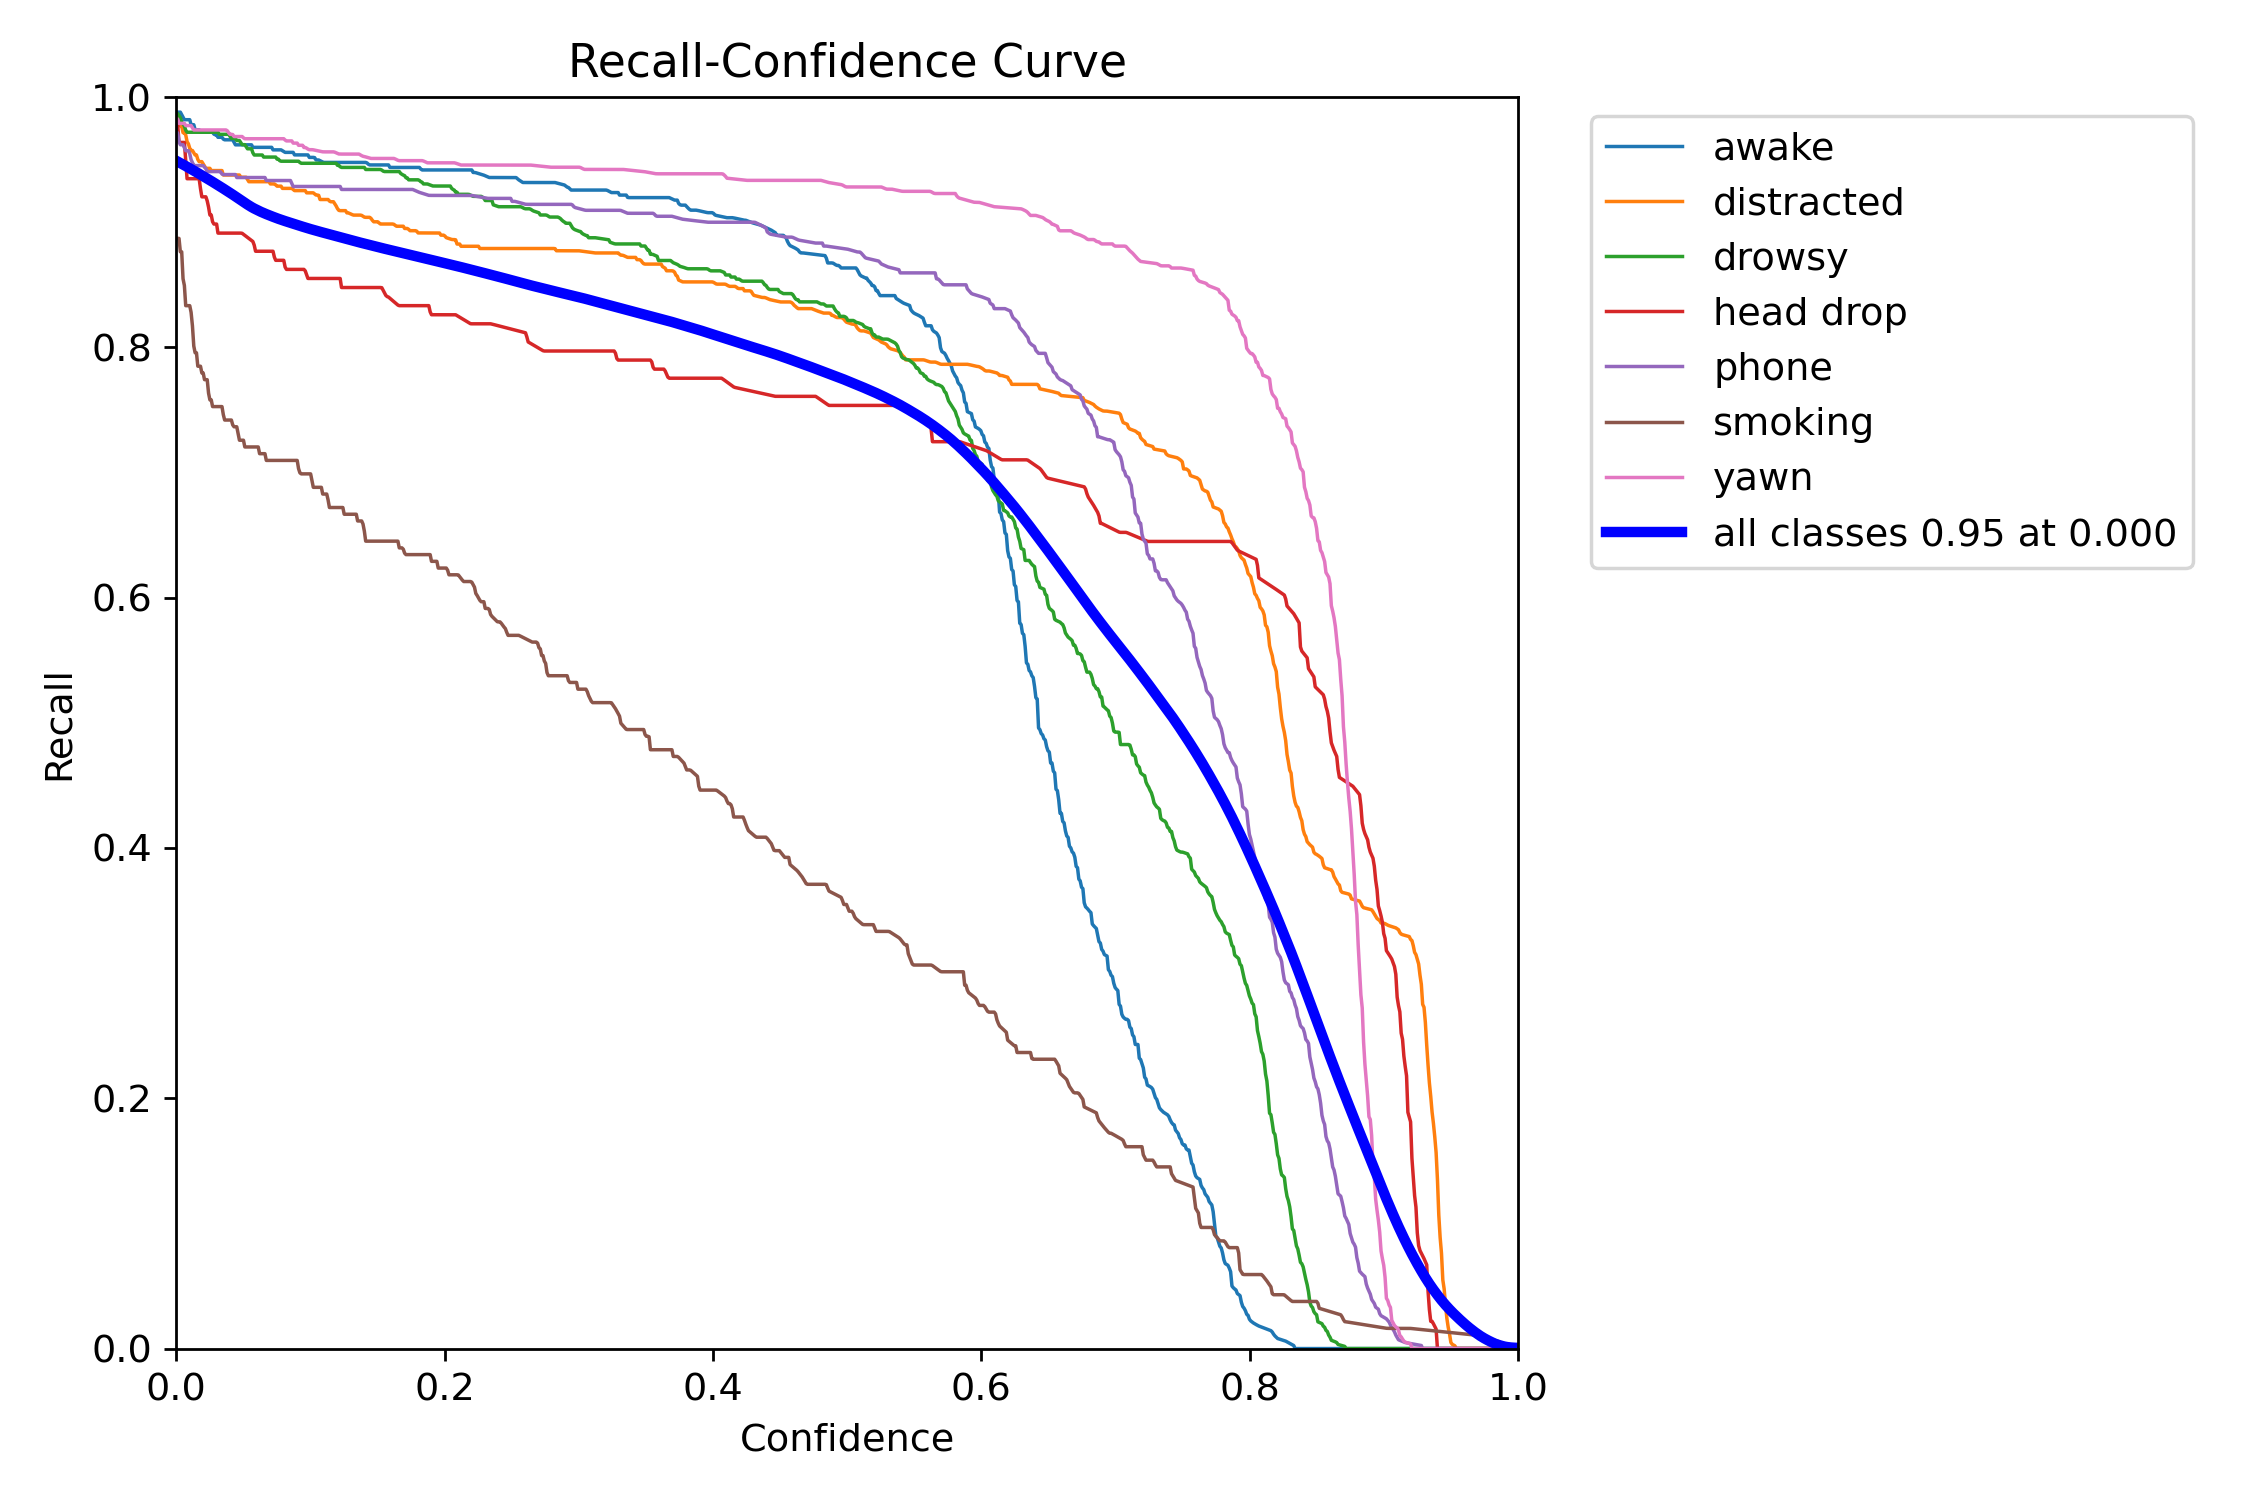 Recall-Confidence Curve
1.0
0.8
0.6
0.4
0.2
0.0
Recall
0.0 0.2 0.4 0.6 0.8 1.0
Confidence
awake
distracted
drowsy
head drop
phone
smoking
yawn
all classes 0.95 at 0.000